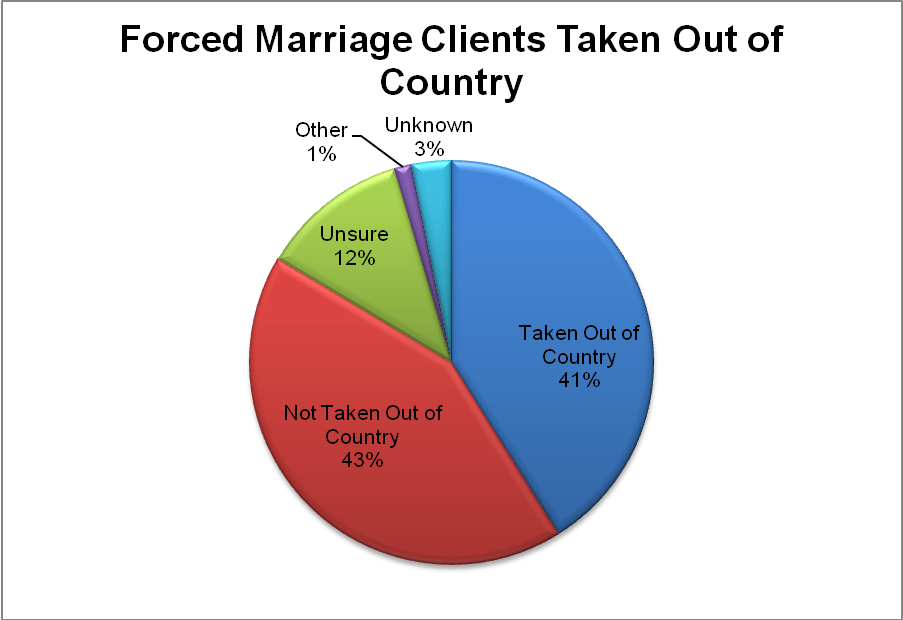 Forced Marriage Clients Taken Out of
Country
Other
1%
Unknown
3%
Unsure
12%
Taken Out of
Country
41%
Not Taken Out of
Country
43%